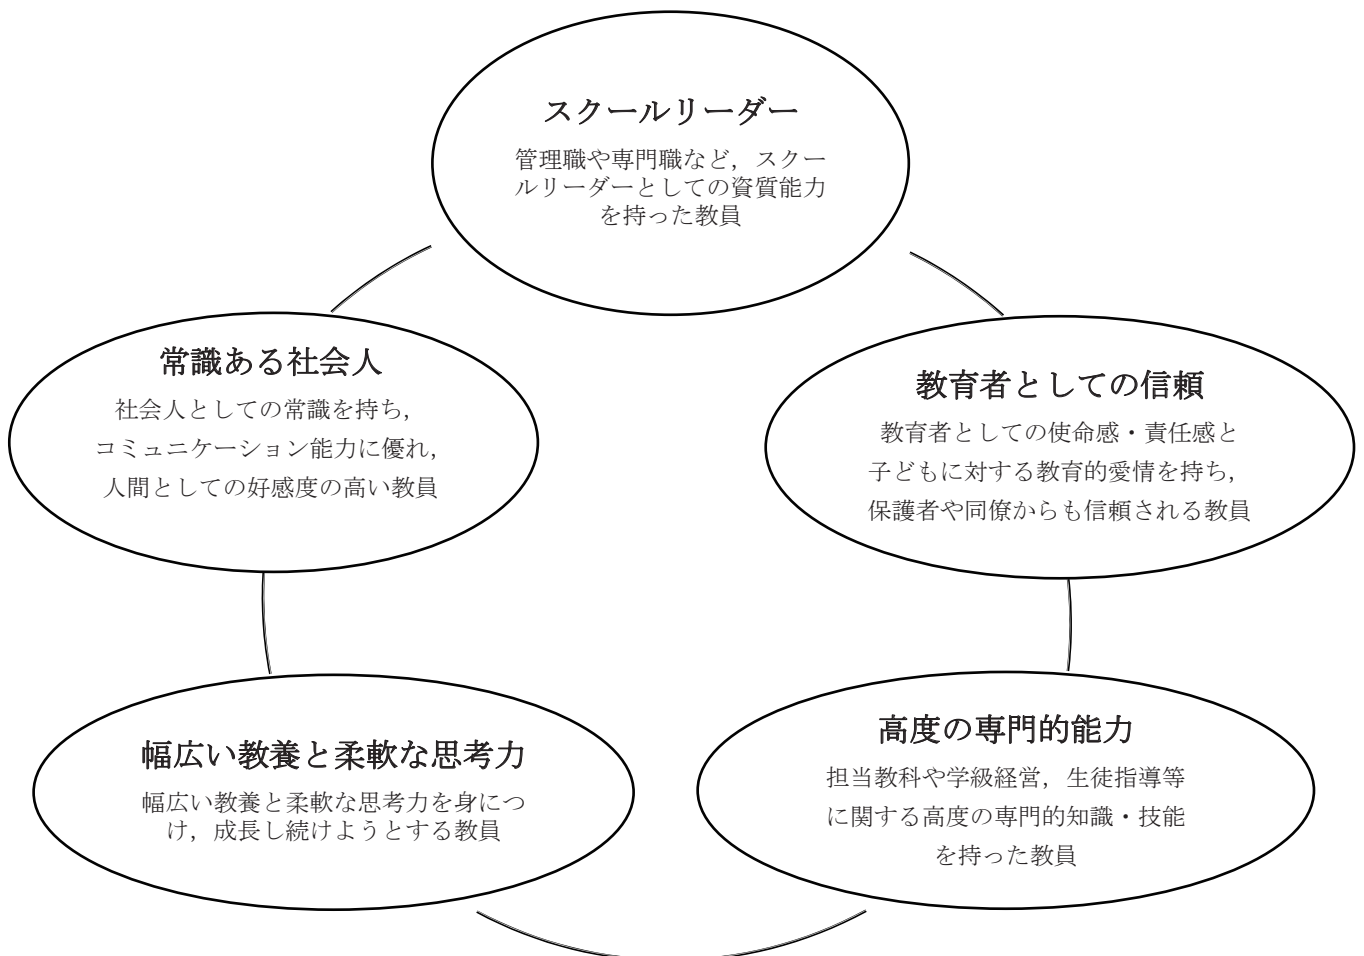 スクールリーダー
管理職や専門職など，スクー
ルリーダーとしての資質能力
を持った教員
常識ある社会人
社会人としての常識を持ち，
コミュニケーション能力に優れ，
人間としての好感度の高い教員
教育者としての信頼
教育者としての使命感・責任感と
子どもに対する教育的愛情を持ち，
保護者や同僚からも信頼される教員
幅広い教養と柔軟な思考力
幅広い教養と柔軟な思考力を身につ
け，成長し続けようとする教員
高度の専門的能力
担当教科や学級経営，生徒指導等
に関する高度の専門的知識・技能
を持った教員